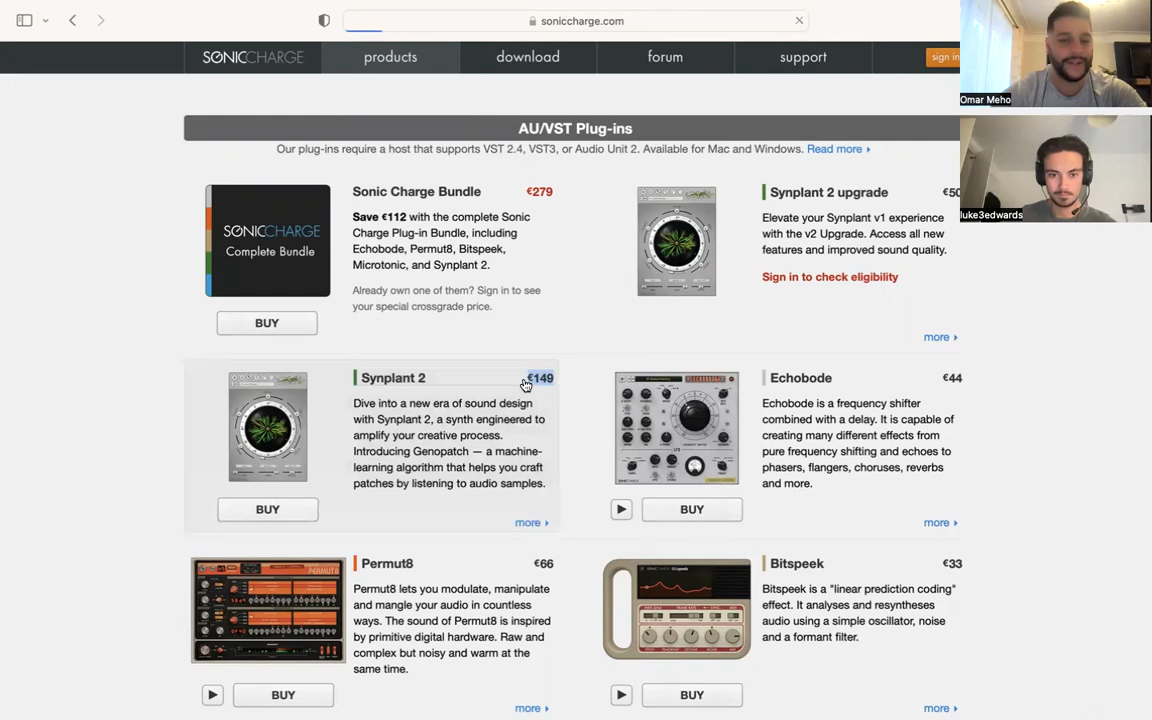 soniccharge.com
SONICCHARGE
products
download
forum
support
sign in
Omar Meho
luke3edwards
AU/VST Plug-ins
Our plug-ins require a host that supports VST 2.4, VST3, or Audio Unit 2. Available for Mac and Windows. Read more
SONICCHARGE
Complete Bundle
BUY
Sonic Charge Bundle €279
Save €112 with the complete Sonic
Charge Plug-in Bundle, including
Echobode, Permut8, Bitspeek,
Microtonic, and Synplant 2.
Already own one of them? Sign in to see
your special crossgrade price.
Synplant 2 upgrade €50
Elevate your Synplant v1 experience
with the v2 Upgrade. Access all new
features and improved sound quality.
Sign in to check eligibility
more
Synplant 2 €149
Dive into a new era of sound design
with Synplant 2, a synth engineered to
amplify your creative process.
Introducing Genopatch — a machine-
learning algorithm that helps you craft
patches by listening to audio samples.
BUY
more
Echobode €44
Echobode is a frequency shifter
combined with a delay. It is capable of
creating many different effects from
pure frequency shifting and echoes to
phasers, flangers, choruses, reverbs
and more.
BUY
more
Permut8 €66
Permut8 lets you modulate, manipulate
and mangle your audio in countless
ways. The sound of Permut8 is inspired
by primitive digital hardware. Raw and
complex but noisy and warm at the
same time.
PERMUT8
BUY
more
Bitspeek €33
Bitspeek is a "linear prediction coding"
effect. It analyses and resyntheses
audio using a simple oscillator, noise
and a formant filter.
BUY
more